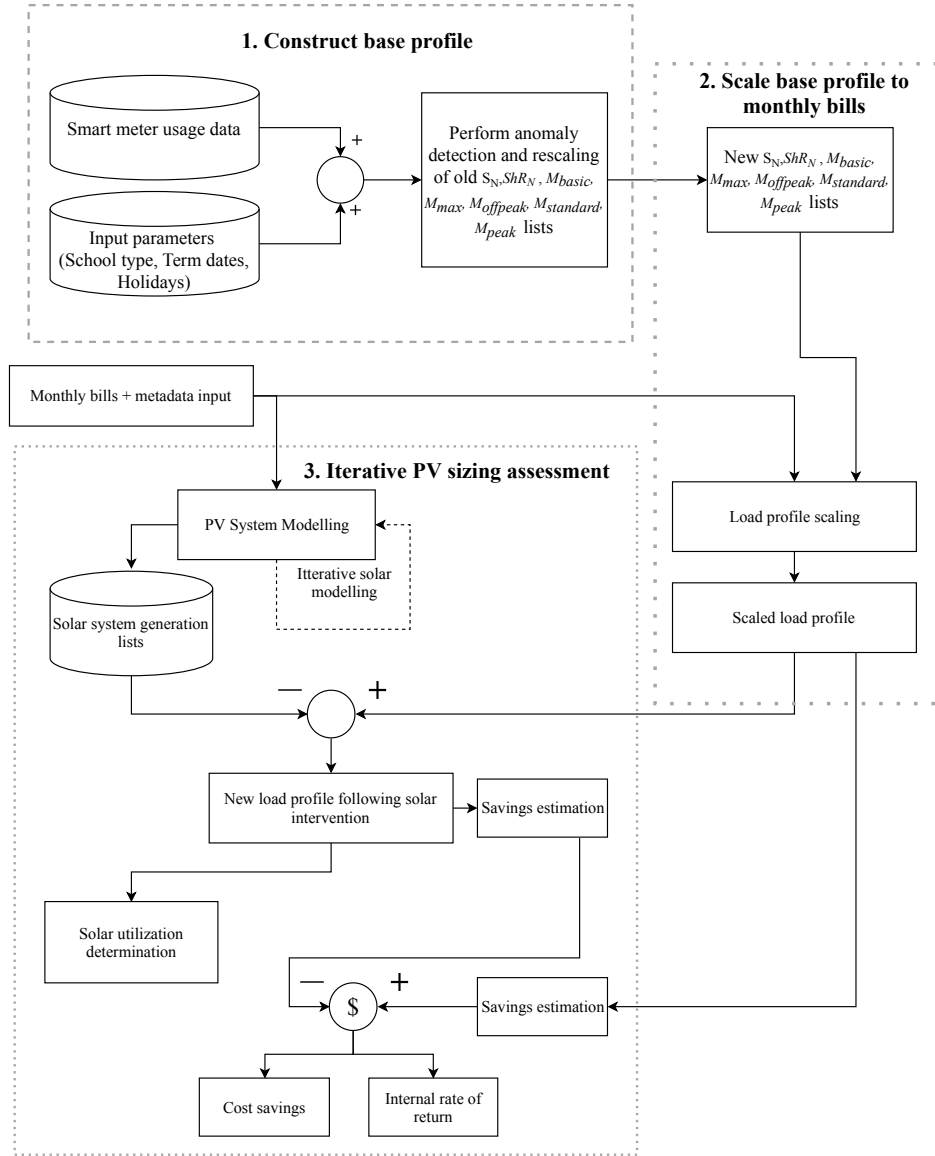 1. Construct base profile
Smart meter usage data
+
+
Input parameters
(School type, Term dates,
Holidays)
Perform anomaly
detection and rescaling
of old S_N,ShR_N , M_basic,
M_max, M_offpeak, M_standard,
M_peak lists
2. Scale base profile to
monthly bills
New S_N,ShR_N , M_basic,
M_max, M_offpeak, M_standard,
M_peak lists
Monthly bills + metadata input
Load profile scaling
Scaled load profile
3. Iterative PV sizing assessment
PV System Modelling
Itterative solar
modelling
Solar system generation
lists
— +
New load profile following solar
intervention
Savings estimation
Solar utilization
determination
— +
$
Savings estimation
Cost savings
Internal rate of
return